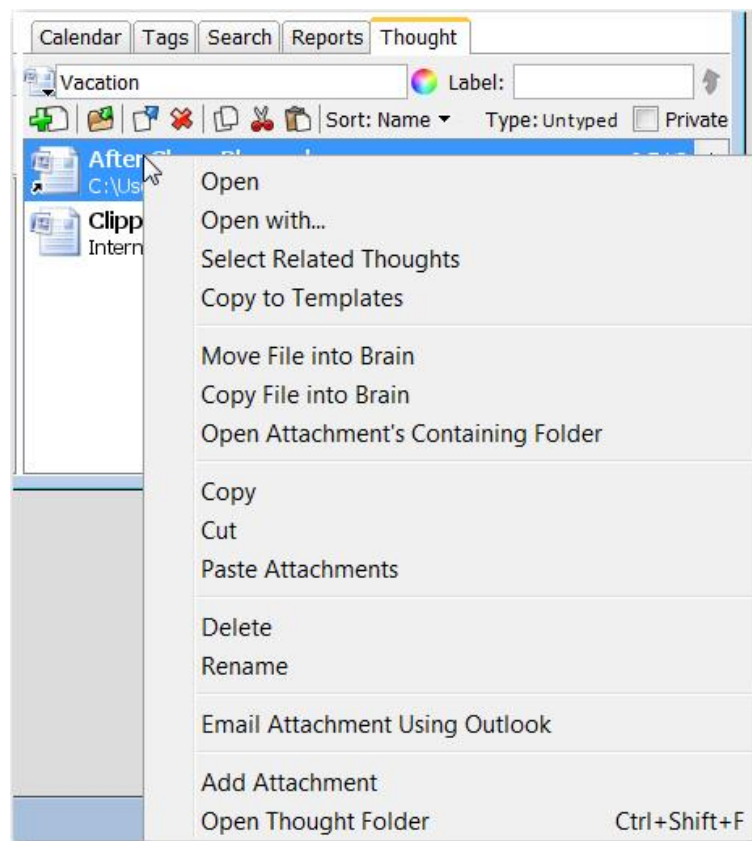 Calendar Tags Search Reports Thought
Vacation Label:
Sort: Name Type: Untyped Private
After
C:\Us
Clipp
Intern
Open
Open with...
Select Related Thoughts
Copy to Templates
Move File into Brain
Copy File into Brain
Open Attachment's Containing Folder
Copy
Cut
Paste Attachments
Delete
Rename
Email Attachment Using Outlook
Add Attachment
Open Thought Folder Ctrl+Shift+F